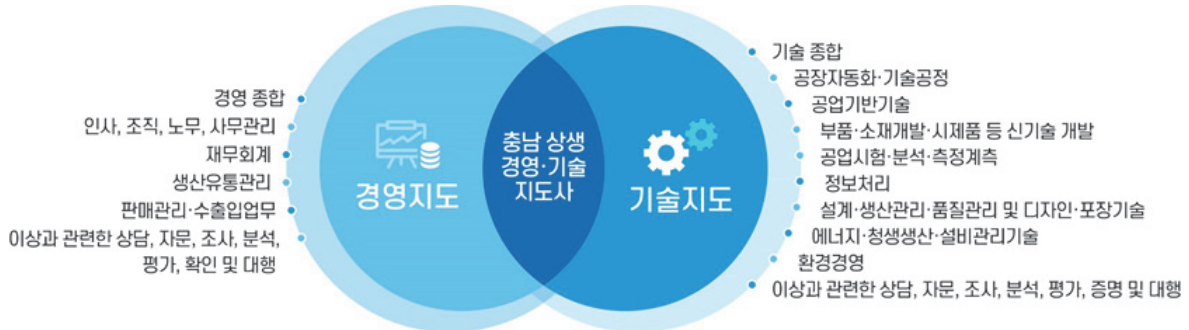 경영 종합
인사, 조직, 노무, 사무관리
재무회계
생산유통관리
판매관리·수출입업무
이상과 관련한 상담, 자문, 조사, 분석,
평가, 확인 및 대행
경영지도
충남 상생
경영·기술
지도사
기술지도
기술 종합
공장자동화·기술공정
공업기반기술
부품·소재개발·시제품 등 신기술 개발
공업시험·분석·측정계측
정보처리
설계·생산관리·품질관리 및 디자인·포장기술
에너지·청생생산·설비관리기술
환경경영
이상과 관련한 상담, 자문, 조사, 분석, 평가, 증명 및 대행